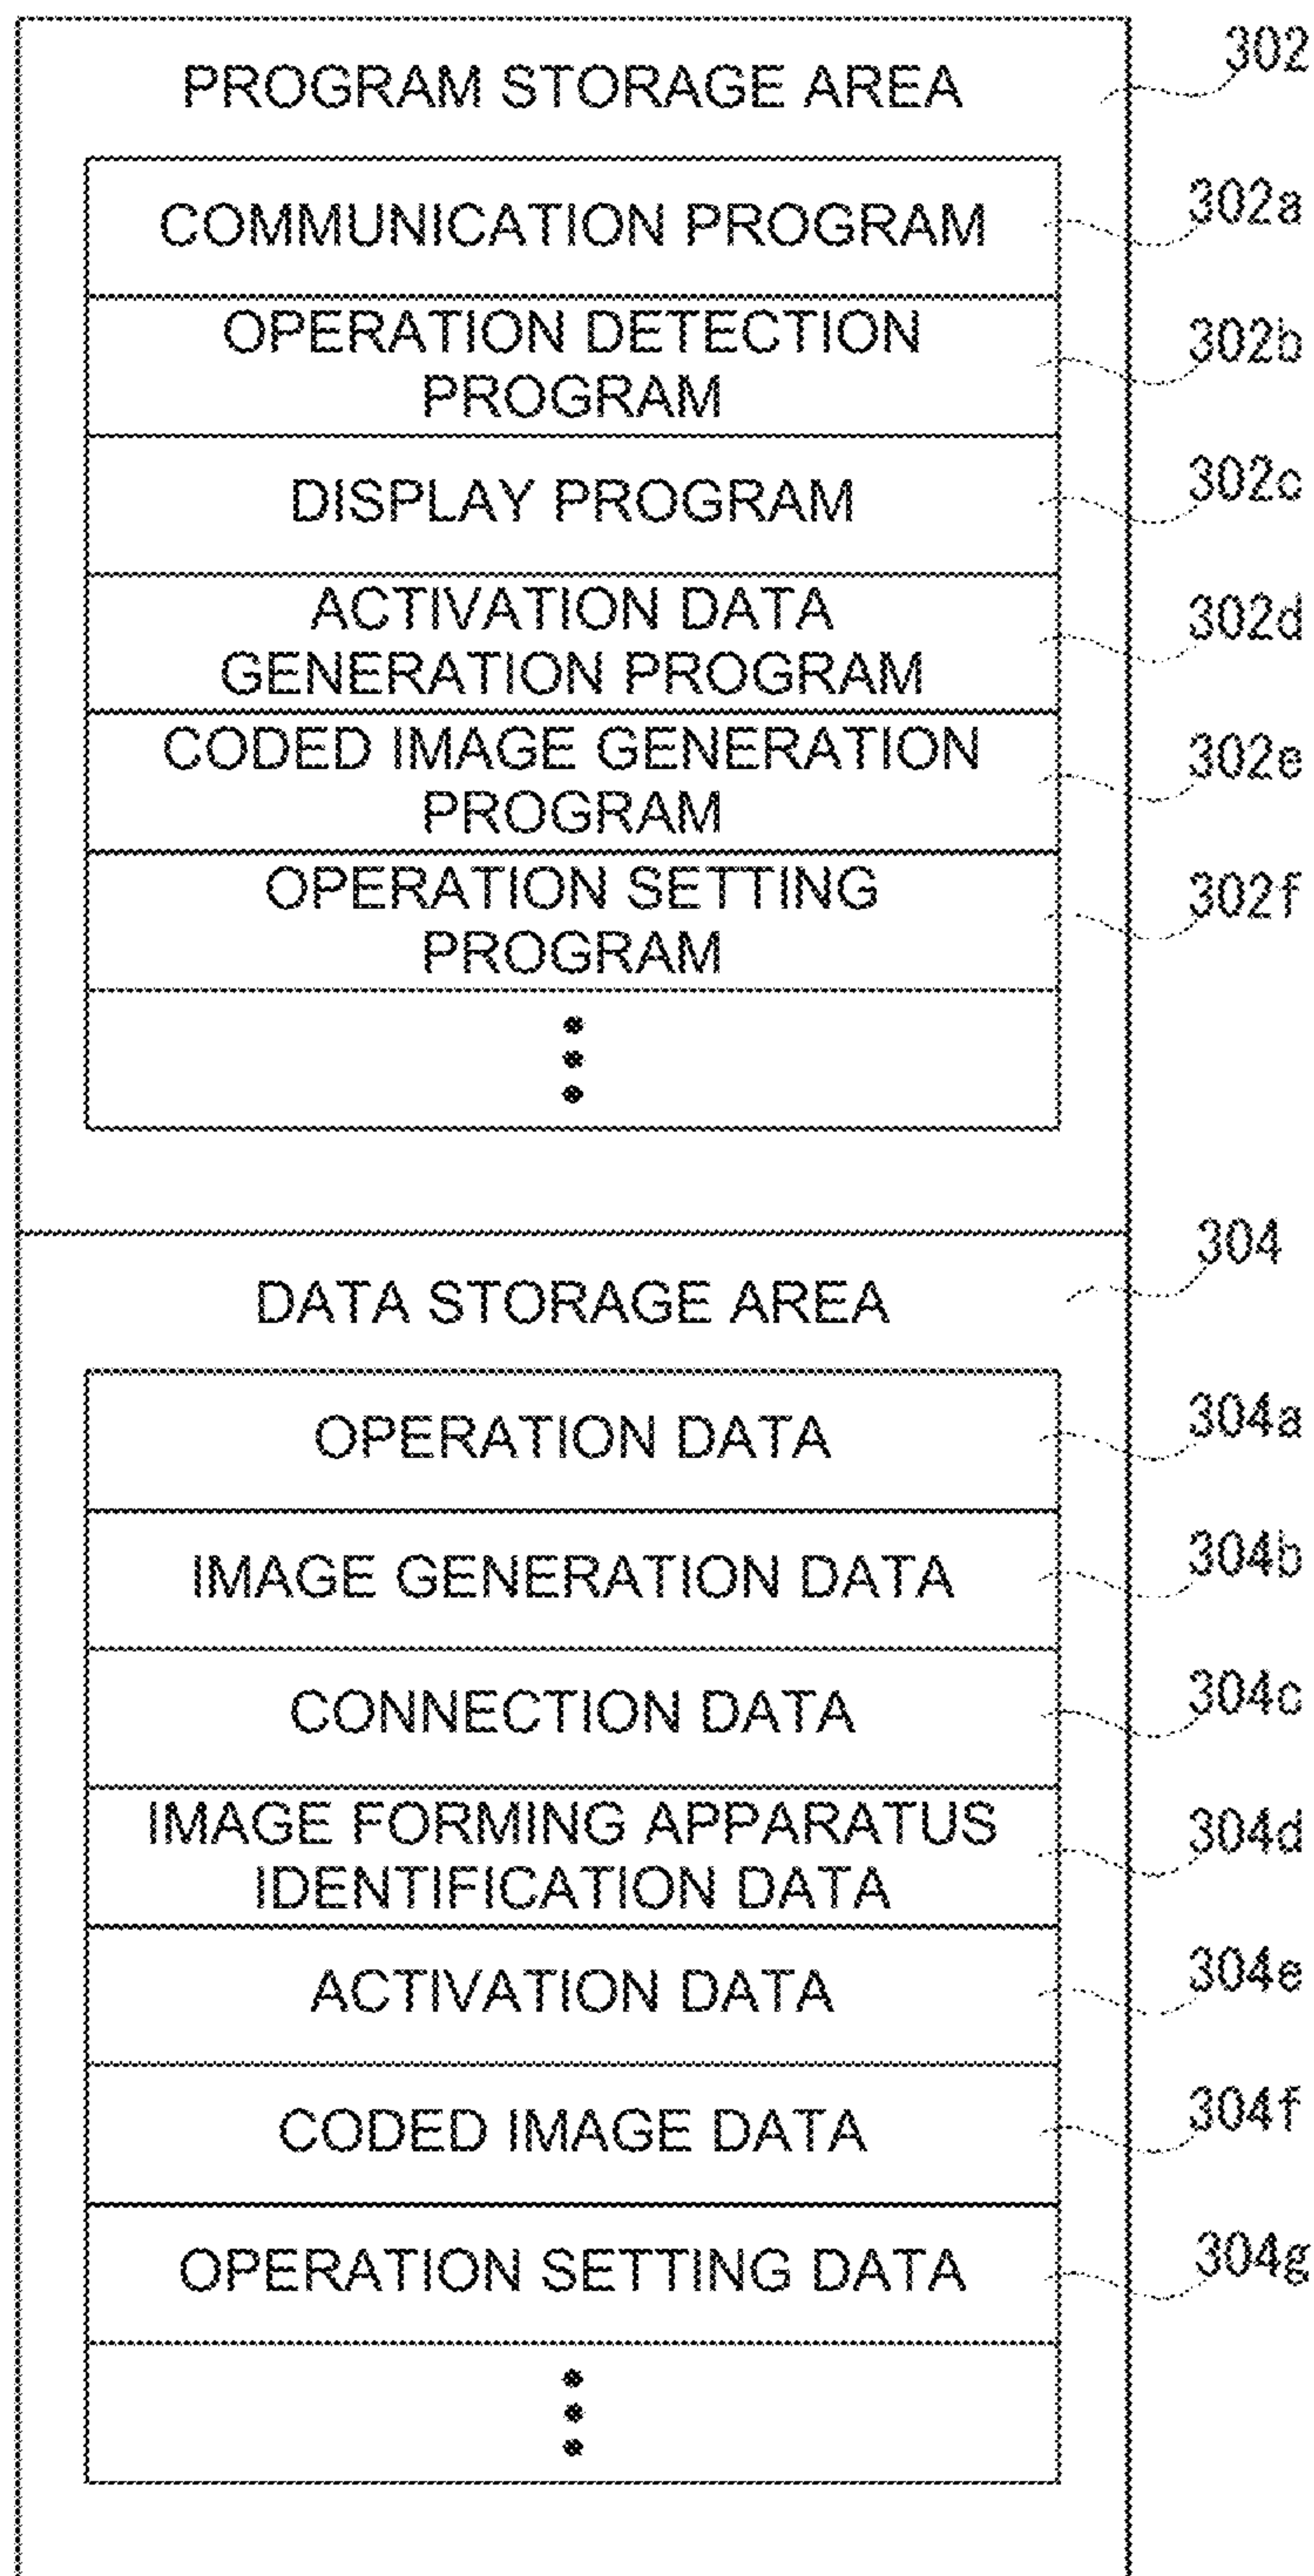 PROGRAM STORAGE AREA
302
COMMUNICATION PROGRAM
302a
OPERATION DETECTION
PROGRAM
302b
DISPLAY PROGRAM
302c
ACTIVATION DATA
GENERATION PROGRAM
302d
CODED IMAGE GENERATION
PROGRAM
302e
OPERATION SETTING
PROGRAM
302f
DATA STORAGE AREA
304
OPERATION DATA
304a
IMAGE GENERATION DATA
304b
CONNECTION DATA
304c
IMAGE FORMING APPARATUS
IDENTIFICATION DATA
304d
ACTIVATION DATA
304e
CODED IMAGE DATA
304f
OPERATION SETTING DATA
304g